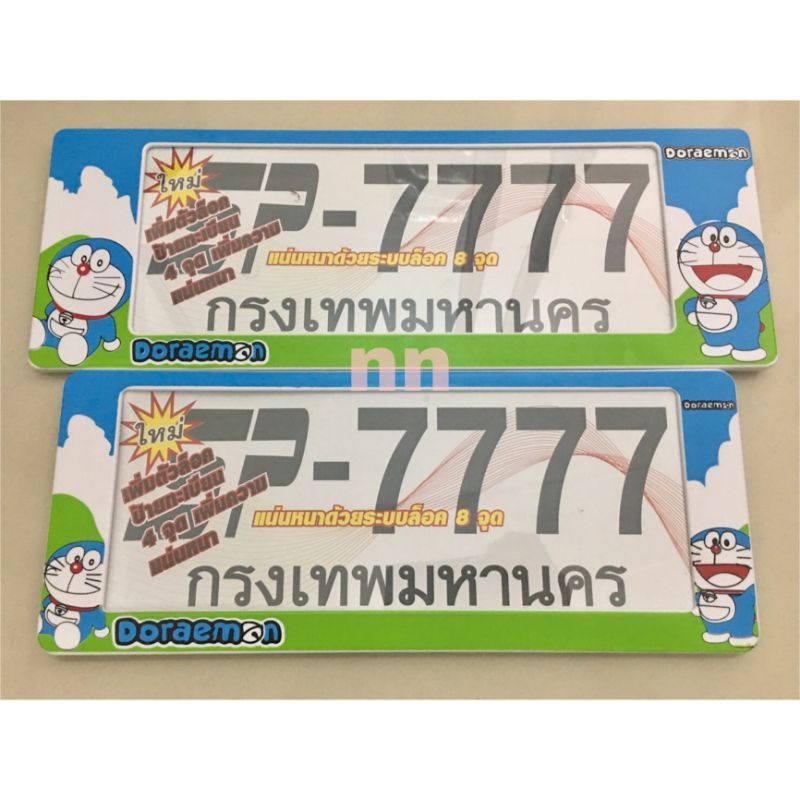 Doraemon
ใหม่
SP-7777
เพิ่มตัวล็อค
ป้ายทะเบียน
4 จุด เพิ่มความ
แน่นหนา
แน่นหนาด้วยระบบล็อค 8 จุด
กรุงเทพมหานคร
Doraemon
nn
Doraemon
ใหม่
SP-7777
เพิ่มตัวล็อค
ป้ายทะเบียน
4 จุด เพิ่มความ
แน่นหนา
แน่นหนาด้วยระบบล็อค 8 จุด
กรุงเทพมหานคร
Doraemon